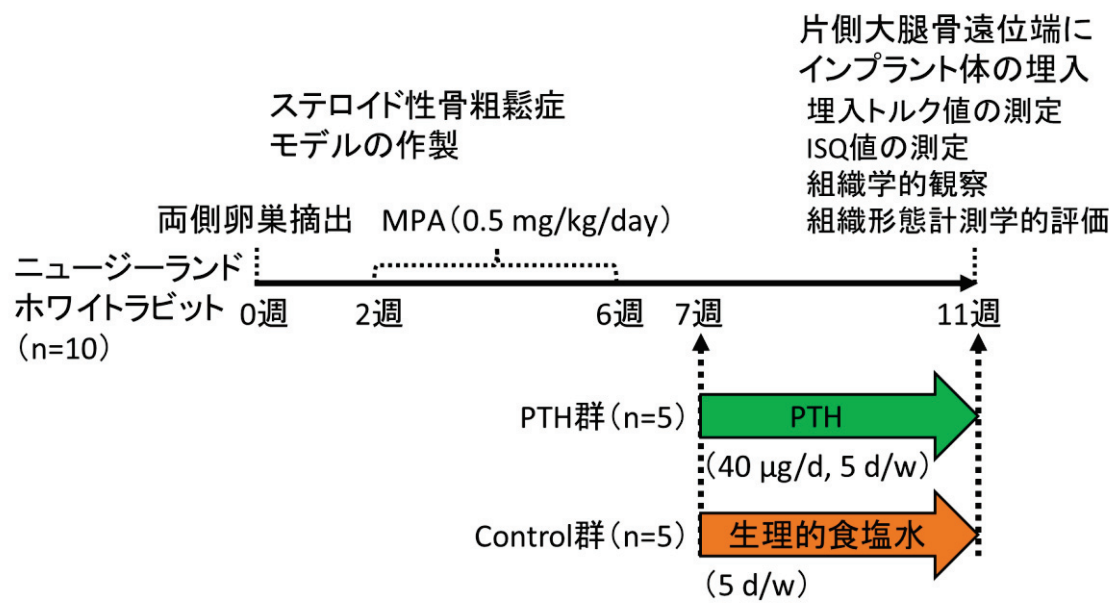 片側大腿骨遠位端に
インプラント体の埋入
埋入トルク値の測定
ISQ値の測定
組織学的観察
組織形態計測学的評価
ステロイド性骨粗鬆症
モデルの作製
両側卵巣摘出 MPA（0.5 mg/kg/day）
ニュージーランド
ホワイトラビット
（n=10）
0週 2週 6週 7週 11週
PTH群（n=5） PTH
（40 μg/d, 5 d/w）
Control群（n=5） 生理的食塩水
（5 d/w）